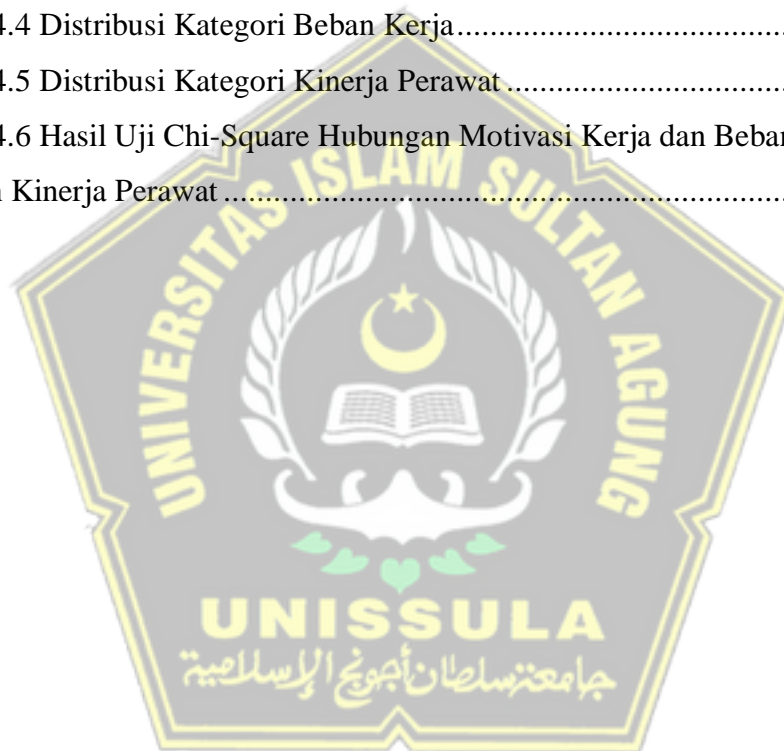 4.4 Distribusi Kategori Beban Kerja
4.5 Distribusi Kategori Kinerja Perawat
4.6 Hasil Uji Chi-Square Hubungan Motivasi Kerja dan Beban
Kinerja Perawat
UNIVERSITAS ISLAM SULTAN AGUNG
UNISSULA
جامعة سلطان أجونج الإسلامية